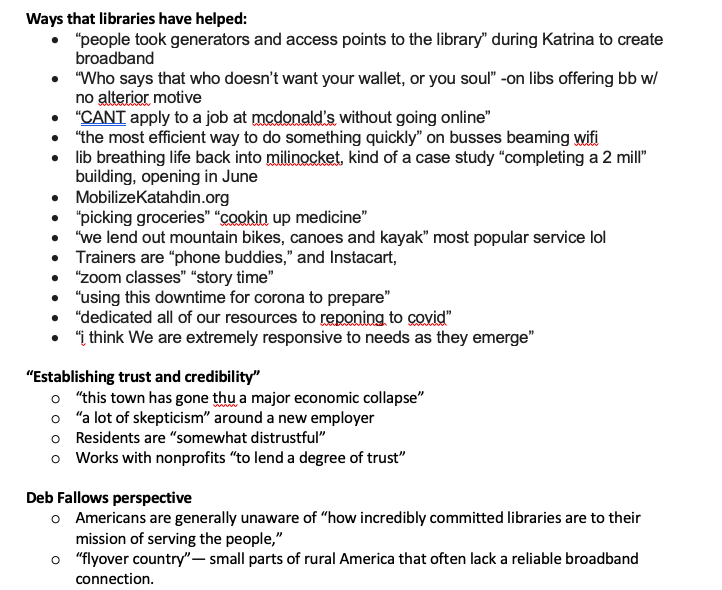 Ways that libraries have helped:
• “people took generators and access points to the library” during Katrina to create
broadband
• “Who says that who doesn’t want your wallet, or you soul” -on libs offering bb w/
no alterior motive
• “CANT apply to a job at mcdonald’s without going online”
• “the most efficient way to do something quickly” on busses beaming wifi
• lib breathing life back into milinocket, kind of a case study “completing a 2 mill”
building, opening in June
• MobilizeKatahdin.org
• “picking groceries” “cookin up medicine”
• “we lend out mountain bikes, canoes and kayak” most popular service lol
• Trainers are “phone buddies,” and Instacart,
• “zoom classes” “story time”
• “using this downtime for corona to prepare”
• “dedicated all of our resources to reponing to covid”
• “i think We are extremely responsive to needs as they emerge”
“Establishing trust and credibility”
o “this town has gone thu a major economic collapse”
o “a lot of skepticism” around a new employer
o Residents are “somewhat distrustful”
o Works with nonprofits “to lend a degree of trust”
Deb Fallows perspective
o Americans are generally unaware of “how incredibly committed libraries are to their
mission of serving the people,”
o “flyover country”— small parts of rural America that often lack a reliable broadband
connection.